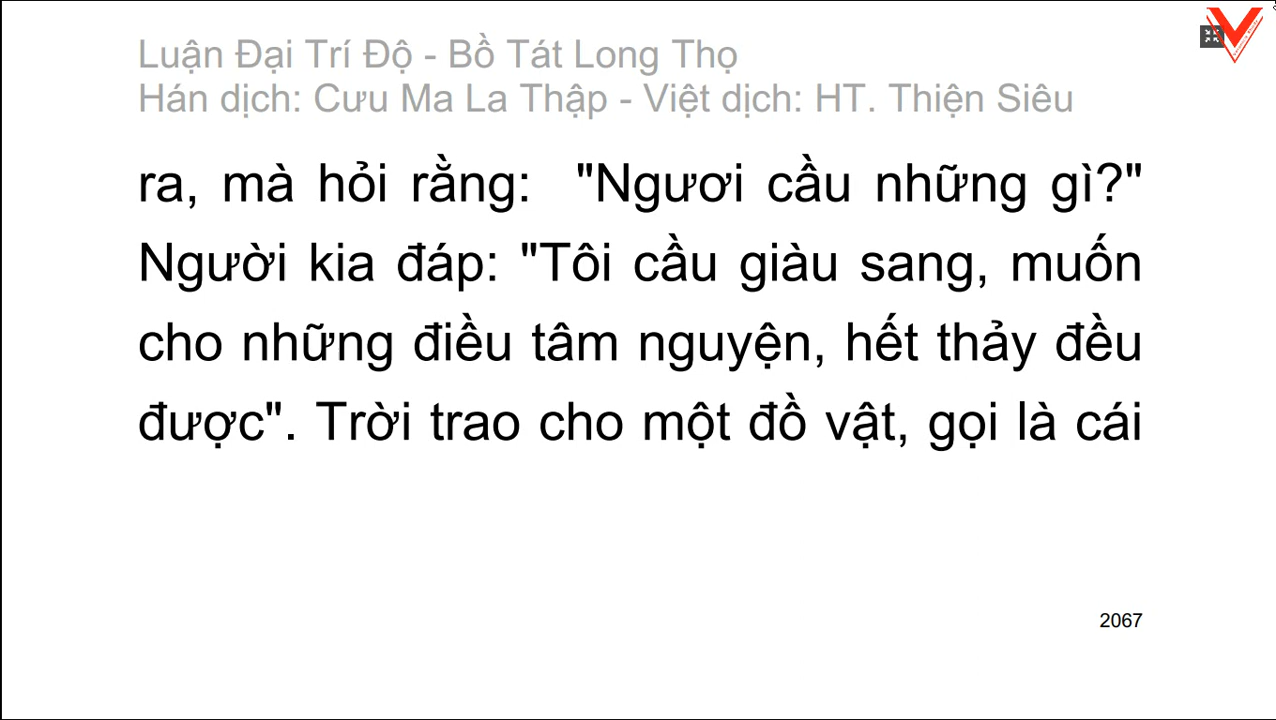 Luận Đại Trí Độ - Bồ Tát Long Thọ
Hán dịch: Cưu Ma La Thập - Việt dịch: HT. Thiện Siêu
ra, mà hỏi rằng:  "Ngươi cầu những gì?"
Người kia đáp: "Tôi cầu giàu sang, muốn
cho những điều tâm nguyện, hết thảy đều
được". Trời trao cho một đồ vật, gọi là cái
2067